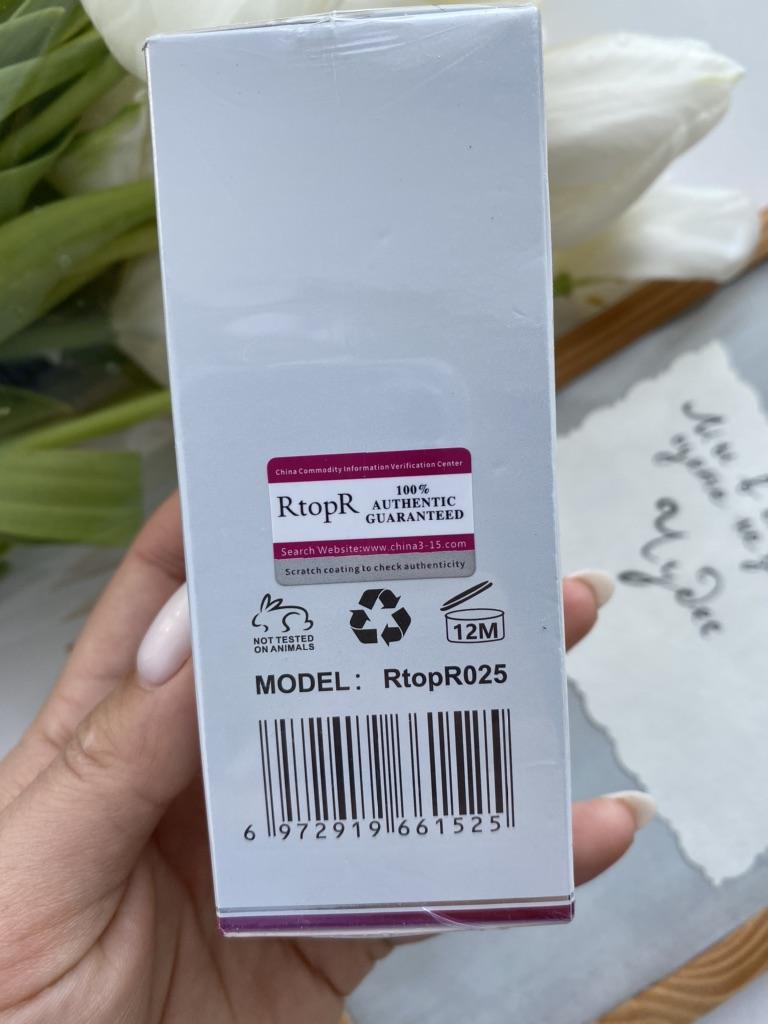 China Commodity Information Verification Center
RtopR
100%
AUTHENTIC
GUARANTEED
Search Website:www.china3-15.com
Scratch coating to check authenticity
NOT TESTED
ON ANIMALS
12M
MODEL: RtopR025
6 972919 661525
чудес